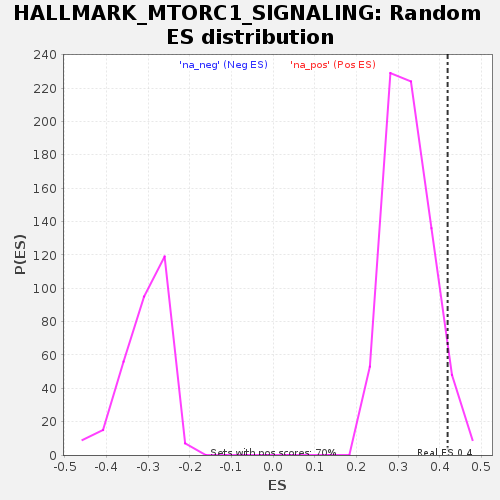 HALLMARK_MTORC1_SIGNALING: Random
ES distribution
'na_neg' (Neg ES) 'na_pos' (Pos ES)
P(ES)
240
220
200
180
160
140
120
100
80
60
40
20
0
Sets with pos scores: 70%
Real ES 0.4
-0.5 -0.4 -0.3 -0.2 -0.1 0.0 0.1 0.2 0.3 0.4 0.5
ES